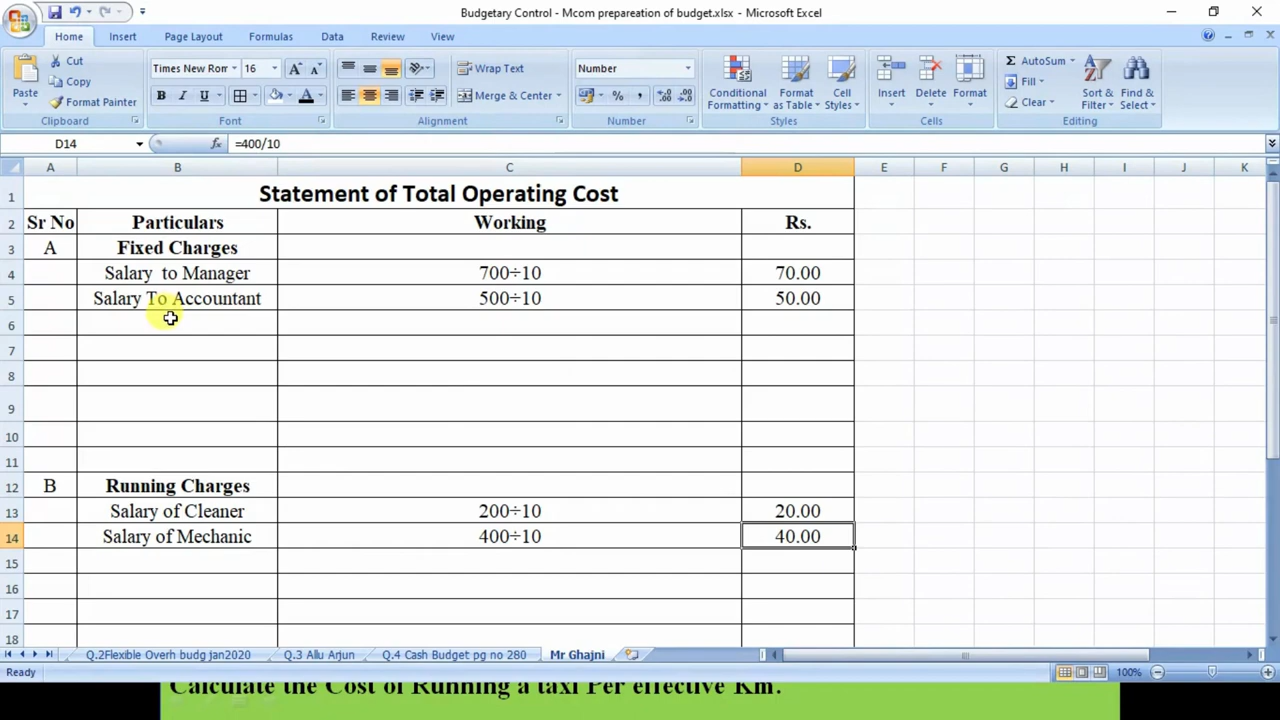 Budgetary Control - Mcom prepareation of budget.xlsx - Microsoft Excel
Home Insert Page Layout Formulas Data Review View
Paste
Cut
Copy
Format Painter
Clipboard
Times New Rom 16
B I U A
Font
Wrap Text
Merge & Center
Alignment
Number
% ,
Number
Conditional Formatting
Format as Table
Cell Styles
Styles
Insert Delete Format
Cells
Σ AutoSum
Fill
Clear
Sort & Filter
Find & Select
Editing
D14 fx =400/10
A B C D E F G H I J K
1 Statement of Total Operating Cost
2 Sr No Particulars Working Rs.
3 A Fixed Charges
4 Salary to Manager 700÷10 70.00
5 Salary To Accountant 500÷10 50.00
6
7
8
9
10
11
12 B Running Charges
13 Salary of Cleaner 200÷10 20.00
14 Salary of Mechanic 400÷10 40.00
15
16
17
18
Q.2Flexible Overh budg jan2020 Q.3 Allu Arjun Q.4 Cash Budget pg no 280 Mr Ghajni
Ready 100%
Calculate the Cost of Running a taxi Per effective Km.